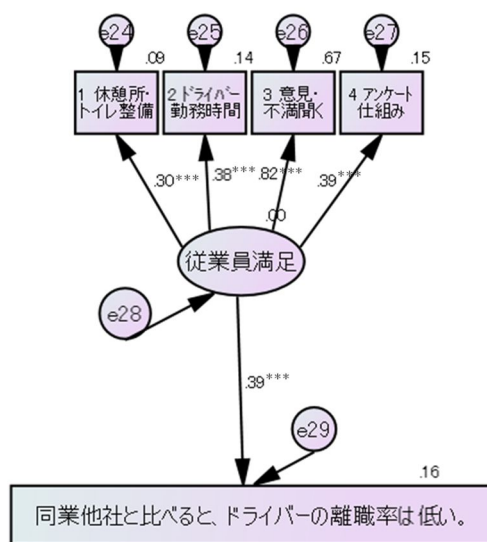 e24 e25 e26 e27
.09 .14 .67 .15
1 休憩所・ 2 ドライバー 3 意見・ 4 アンケート
トイレ整備 勤務時間 不満聞く 仕組み
.30*** .38*** .82*** .39***
.00
従業員満足
e28
.39***
e29
.16
同業他社と比べると、ドライバーの離職率は低い。